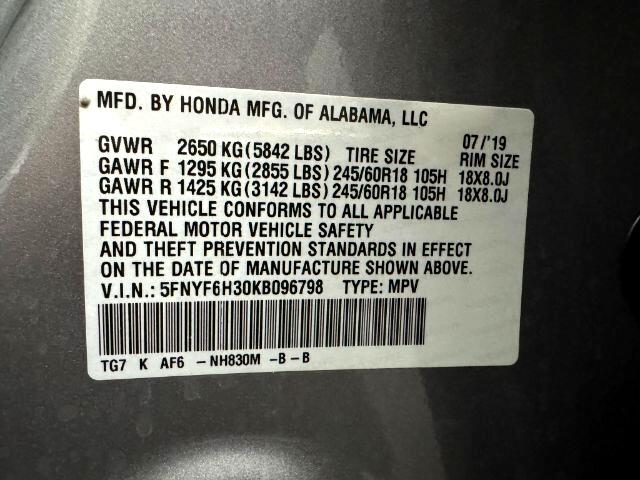 MFD. BY HONDA MFG. OF ALABAMA, LLC
07/'19
GVWR 2650 KG(5842 LBS) TIRE SIZE RIM SIZE
GAWR F 1295 KG(2855 LBS)245/60R18 105H 18X8.0J
GAWR R 1425 KG(3142 LBS)245/60R18 105H 18X8.0J
THIS VEHICLE CONFORMS TO ALL APPLICABLE
FEDERAL MOTOR VEHICLE SAFETY
AND THEFT PREVENTION STANDARDS IN EFFECT
ON THE DATE OF MANUFACTURE SHOWN ABOVE.
V.I.N.: 5FNYF6H30KB096798 TYPE: MPV
TG7 K AF6 -NH830M -B-B